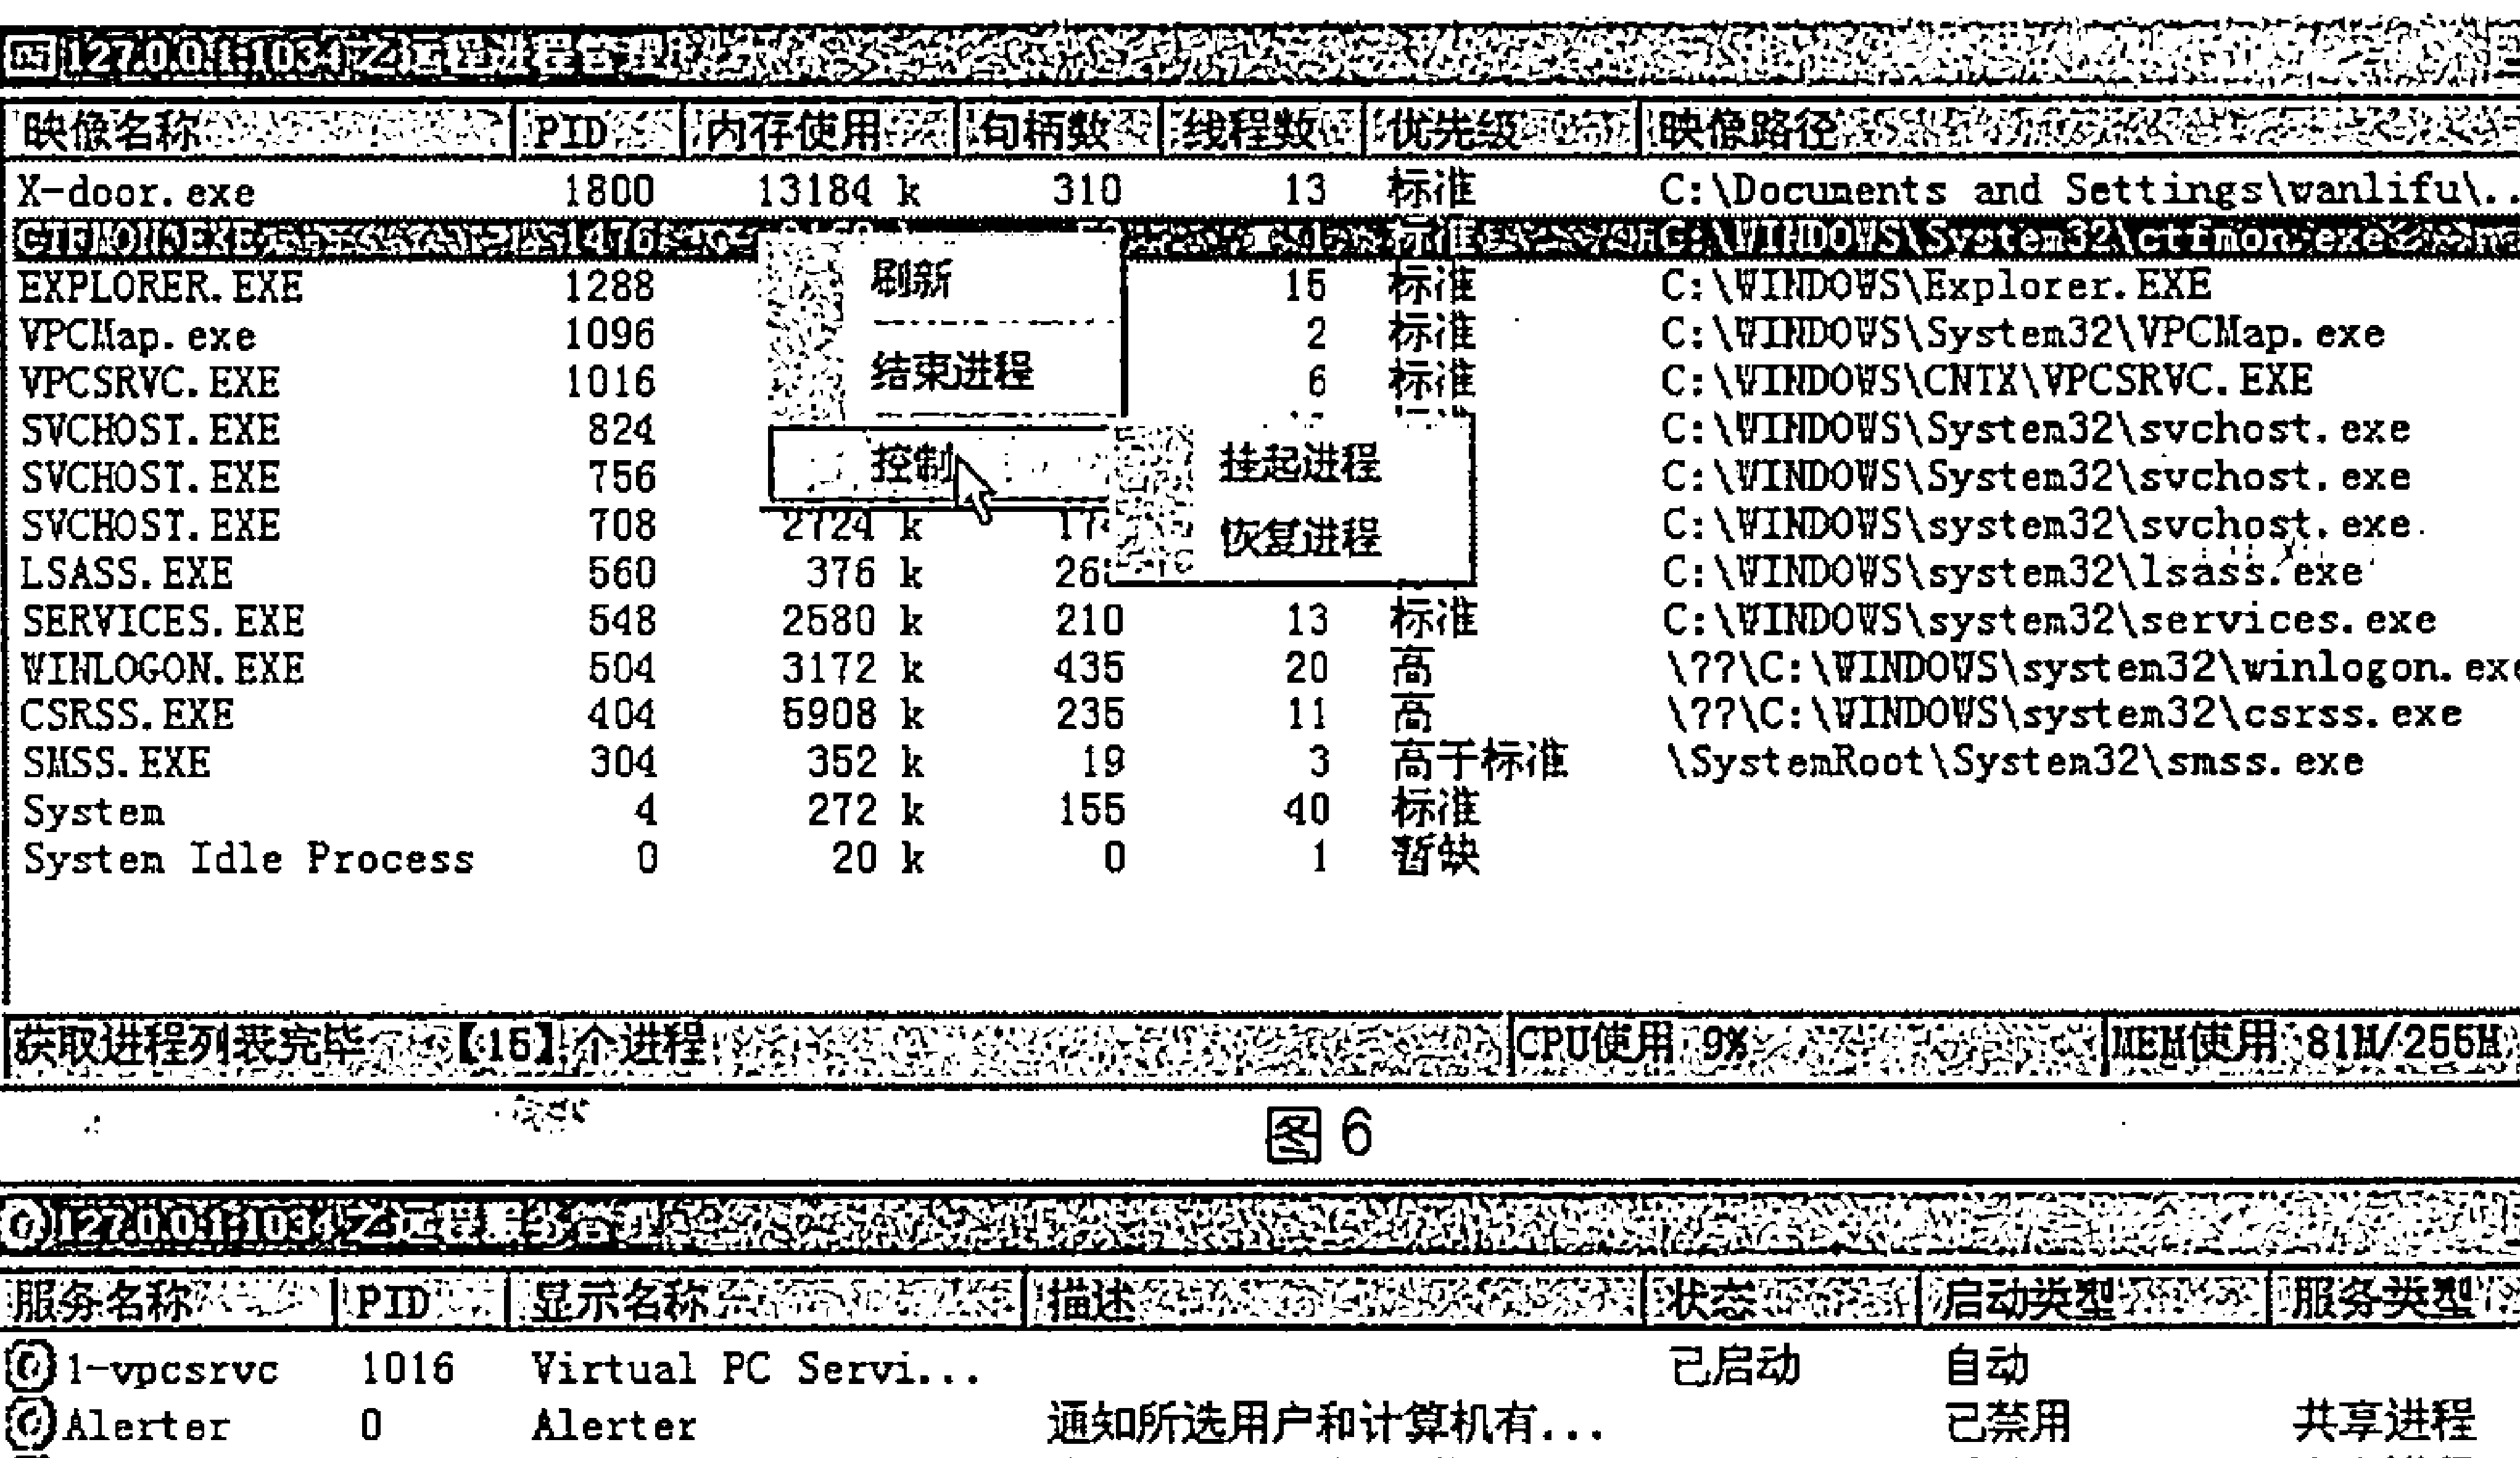 127.0.0.1:1034之远程进程管理
映像名称 PID 内存使用 句柄数 线程数 优先级 映像路径
X-door.exe 1800 13184 k 310 13 标准 C:\Documents and Settings\wanlifu\...
CTFMON.EXE 1476 1 标准 C:\WINDOWS\System32\ctfmon.exe
EXPLORER.EXE 1288 15 标准 C:\WINDOWS\Explorer.EXE
VPCMap.exe 1096 2 标准 C:\WINDOWS\System32\VPCMap.exe
VPCSRVC.EXE 1016 6 标准 C:\WINDOWS\CNTX\VPCSRVC.EXE
SVCHOST.EXE 824 C:\WINDOWS\System32\svchost.exe
SVCHOST.EXE 756 C:\WINDOWS\System32\svchost.exe
SVCHOST.EXE 708 2724 k C:\WINDOWS\system32\svchost.exe
LSASS.EXE 560 376 k C:\WINDOWS\system32\lsass.exe
SERVICES.EXE 548 2580 k 210 13 标准 C:\WINDOWS\system32\services.exe
WINLOGON.EXE 504 3172 k 435 20 高 \??\C:\WINDOWS\system32\winlogon.exe
CSRSS.EXE 404 5908 k 235 11 高 \??\C:\WINDOWS\system32\csrss.exe
SMSS.EXE 304 352 k 19 3 高于标准 \SystemRoot\System32\smss.exe
System 4 272 k 155 40 标准
System Idle Process 0 20 k 0 1 暂缺
刷新
结束进程
控制
挂起进程
恢复进程
获取进程列表完毕 【15】个进程 CPU使用 9% MEM使用 81M/255M
图 6
127.0.0.1:1034之远程服务管理
服务名称 PID 显示名称 描述 状态 启动类型 服务类型
1-vpcsrvc 1016 Virtual PC Servi... 已启动 自动
Alerter 0 Alerter 通知所选用户和计算机有... 已禁用 共享进程